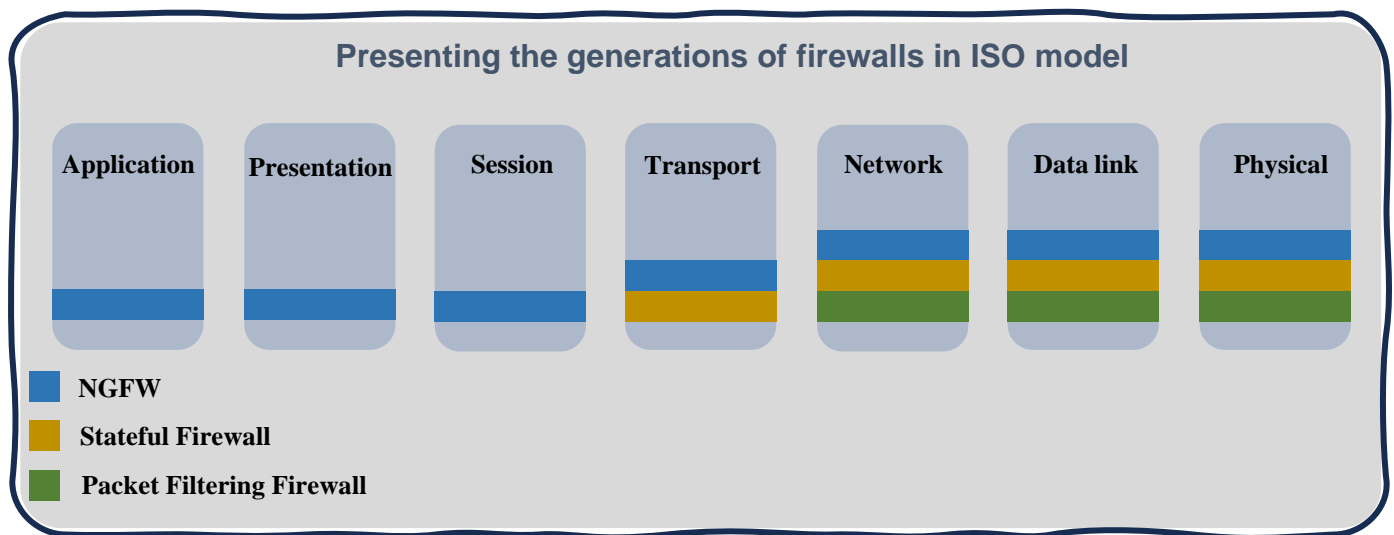 Presenting the generations of firewalls in ISO model
Application
Presentation
Session
Transport
Network
Data link
Physical
NGFW
Stateful Firewall
Packet Filtering Firewall